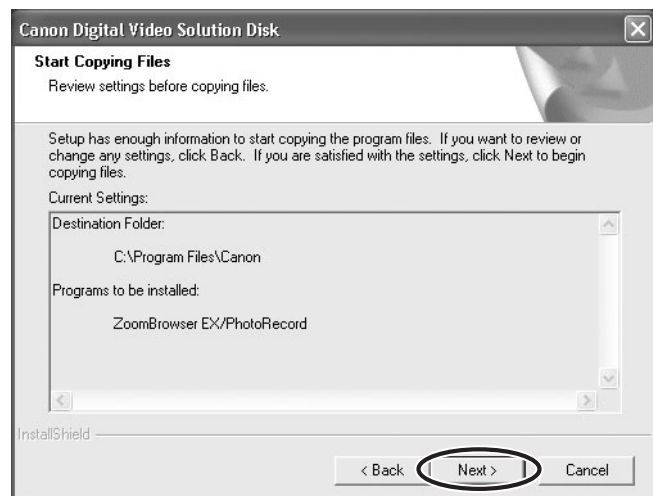 Canon Digital Video Solution Disk
Start Copying Files
Review settings before copying files.
Setup has enough information to start copying the program files. If you want to review or
change any settings, click Back. If you are satisfied with the settings, click Next to begin
copying files.
Current Settings:
Destination Folder:
C:\Program Files\Canon
Programs to be installed:
ZoomBrowser EX/PhotoRecord
InstallShield
< Back Next > Cancel